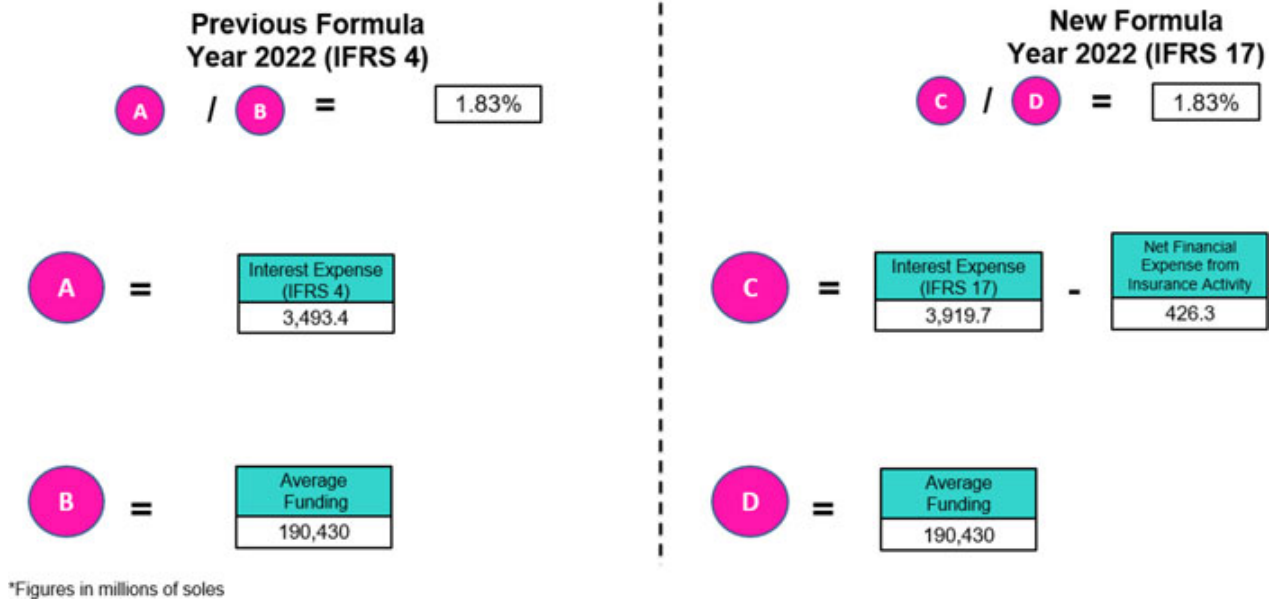 Previous Formula
Year 2022 (IFRS 4)
A / B = 1.83%
A = Interest Expense
(IFRS 4)
3,493.4
B = Average
Funding
190,430
New Formula
Year 2022 (IFRS 17)
C / D = 1.83%
C = Interest Expense
(IFRS 17)
3,919.7
-
Net Financial
Expense from
Insurance Activity
426.3
D = Average
Funding
190,430
*Figures in millions of soles